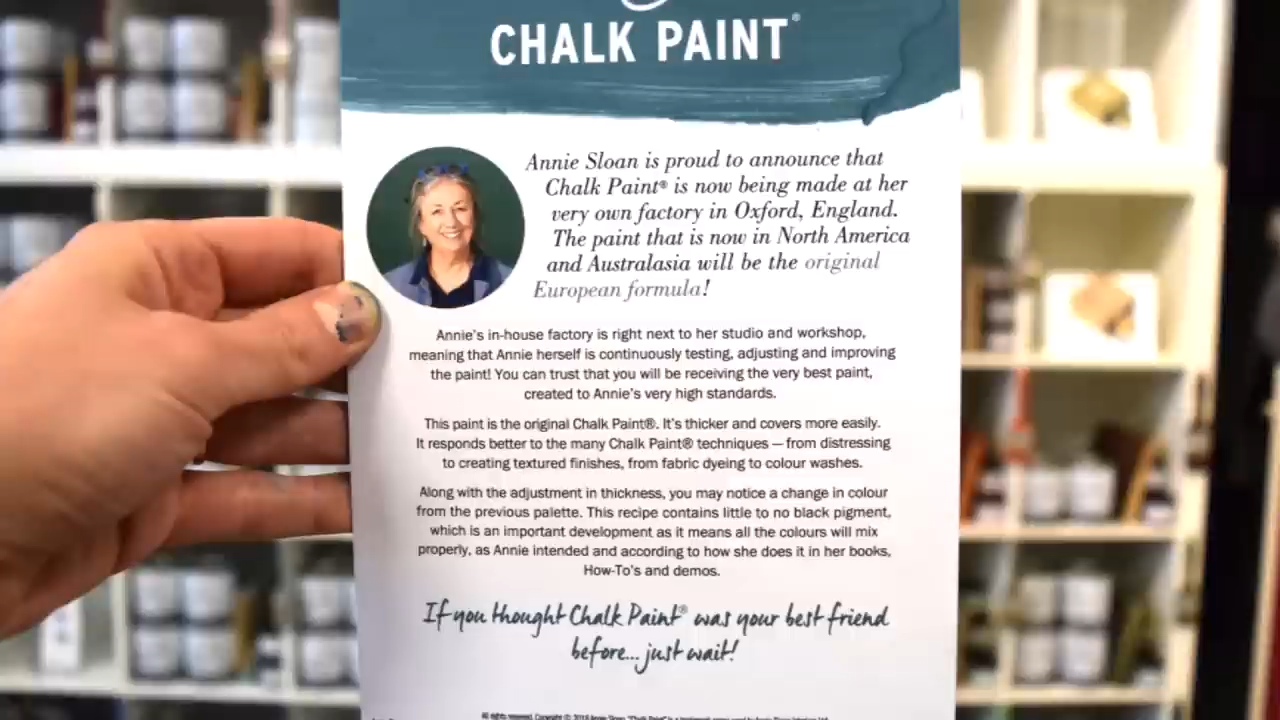 CHALK PAINT®
Annie Sloan is proud to announce that
Chalk Paint® is now being made at her
very own factory in Oxford, England.
The paint that is now in North America
and Australasia will be the original
European formula!
Annie's in-house factory is right next to her studio and workshop,
meaning that Annie herself is continuously testing, adjusting and improving
the paint! You can trust that you will be receiving the very best paint,
created to Annie's very high standards.
This paint is the original Chalk Paint®. It's thicker and covers more easily.
It responds better to the many Chalk Paint® techniques — from distressing
to creating textured finishes, from fabric dyeing to colour washes.
Along with the adjustment in thickness, you may notice a change in colour
from the previous palette. This recipe contains little to no black pigment,
which is an important development as it means all the colours will mix
properly, as Annie intended and according to how she does it in her books,
How-To's and demos.
If you thought Chalk Paint® was your best friend
before... just wait!